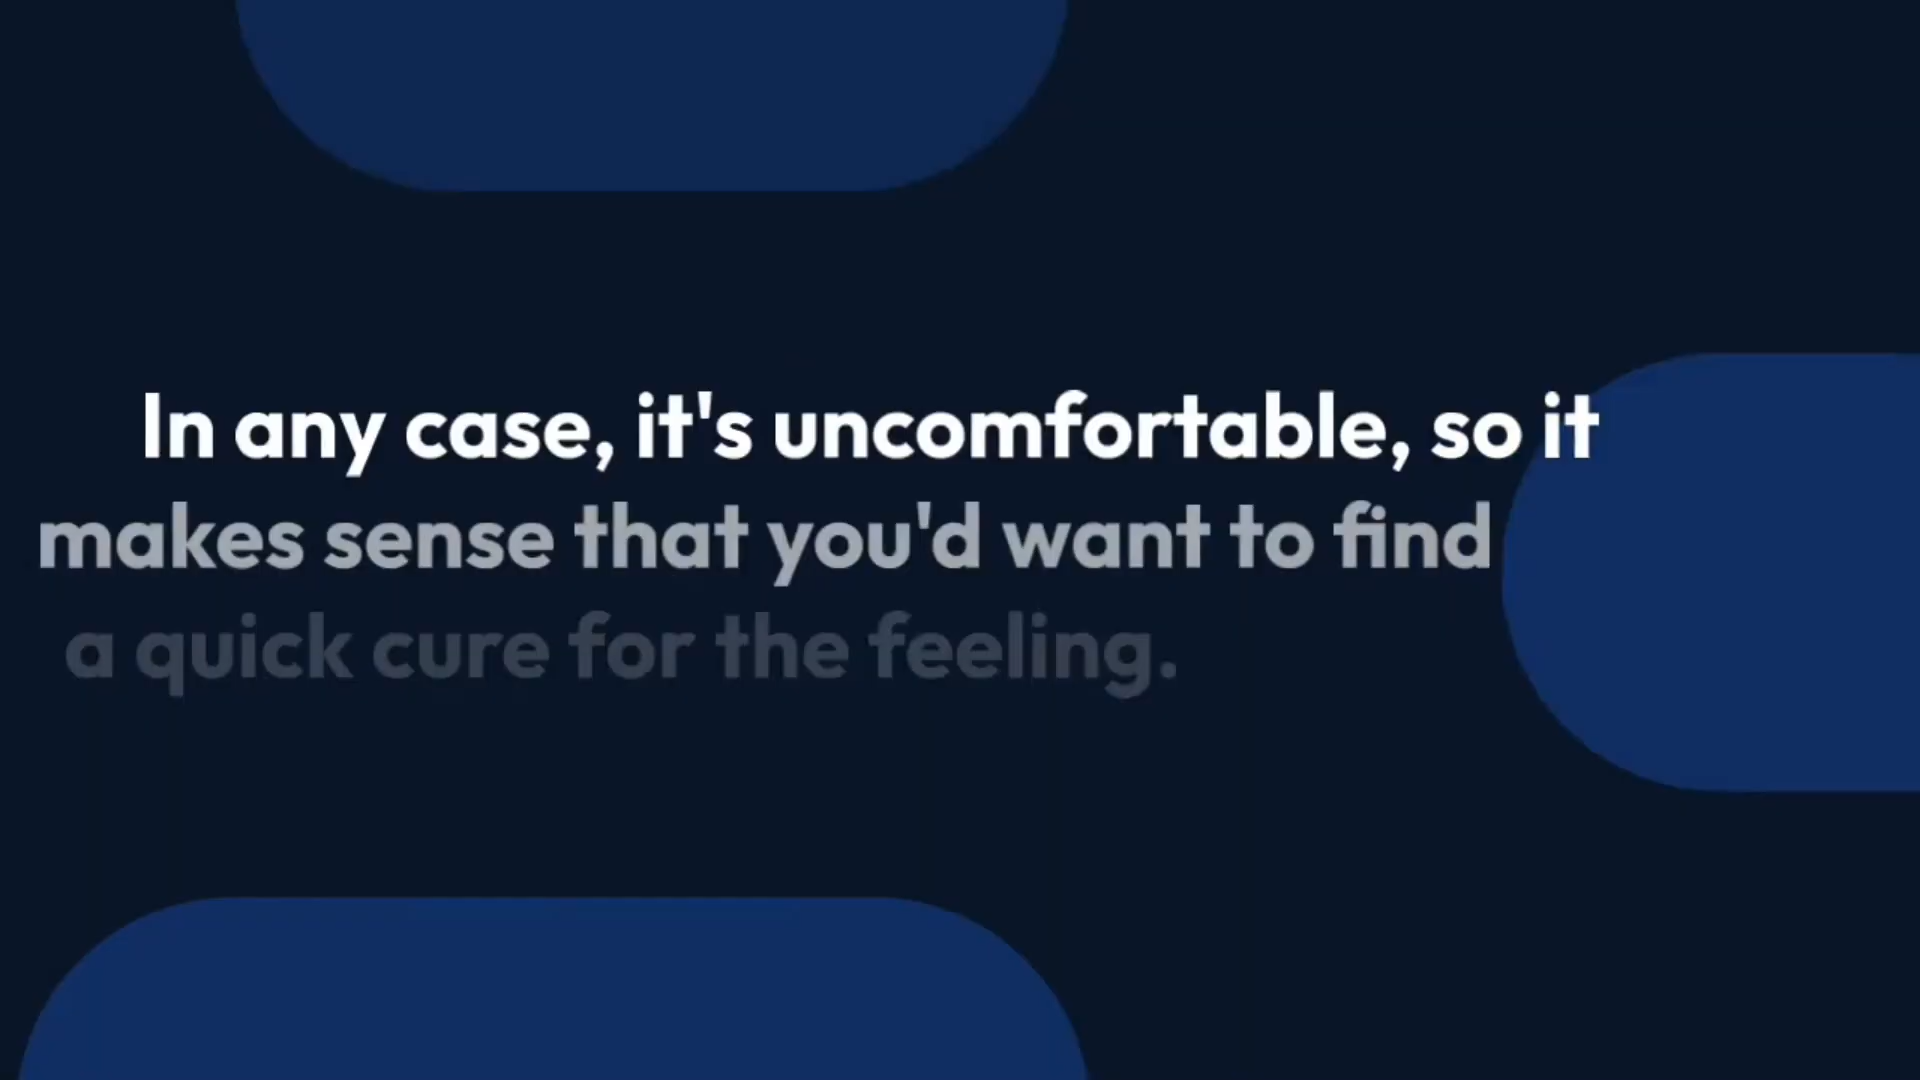 In any case, it's uncomfortable, so it
makes sense that you'd want to find
a quick cure for the feeling.